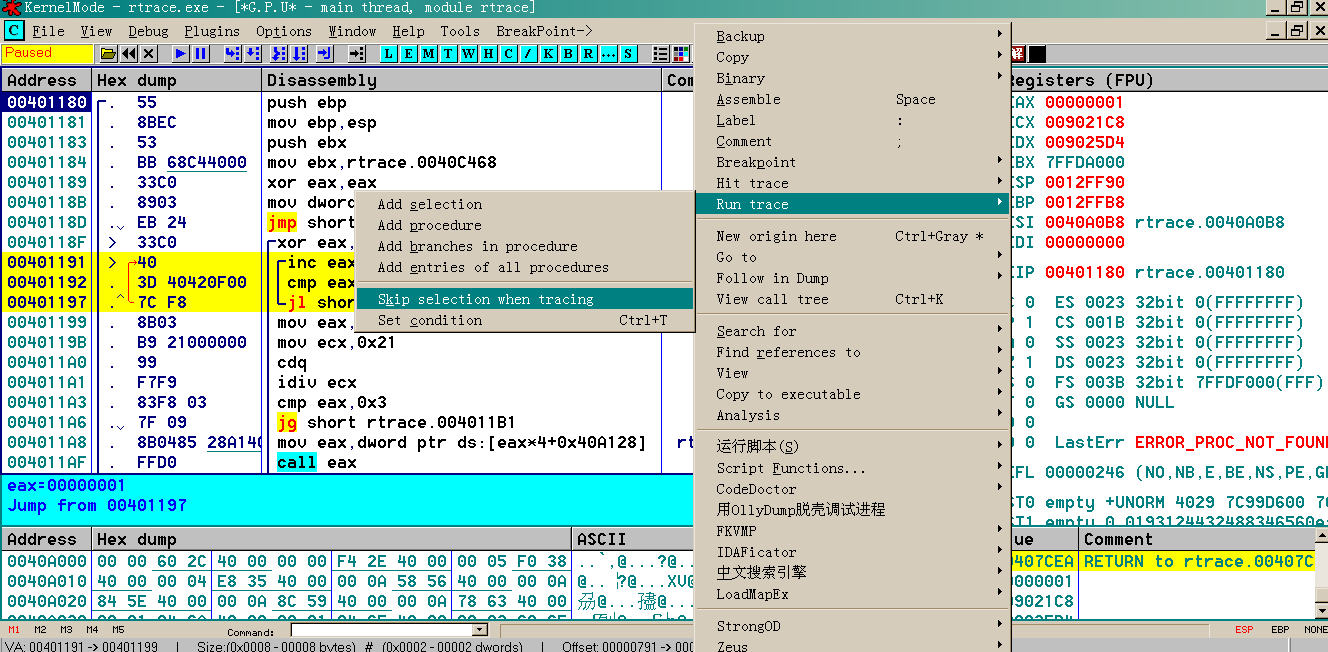 KernelMode - rtrace.exe - [*G.P.U* - main thread, module rtrace]
C File View Debug Plugins Options Window Help Tools BreakPoint->
Paused L E M T W H C / K B R ... S
Address Hex dump Disassembly
00401180 . 55 push ebp
00401181 . 8BEC mov ebp,esp
00401183 . 53 push ebx
00401184 . BB 68C44000 mov ebx,rtrace.0040C468
00401189 . 33C0 xor eax,eax
0040118B . 8903 mov dword
0040118D . EB 24 jmp short
0040118F > 33C0 xor eax,
00401191 > 40 inc eax
00401192 . 3D 40420F00 cmp eax,
00401197 . 7C F8 jl short
00401199 . 8B03 mov eax,
0040119B . B9 21000000 mov ecx,0x21
004011A0 . 99 cdq
004011A1 . F7F9 idiv ecx
004011A3 . 83F8 03 cmp eax,0x3
004011A6 . 7F 09 jg short rtrace.004011B1
004011A8 . 8B0485 28A140 mov eax,dword ptr ds:[eax*4+0x40A128]
004011AF . FFD0 call eax
eax=00000001
Jump from 00401197
Add selection
Add procedure
Add branches in procedure
Add entries of all procedures
Skip selection when tracing
Set condition Ctrl+T
Backup
Copy
Binary
Assemble Space
Label :
Comment ;
Breakpoint
Hit trace
Run trace
New origin here Ctrl+Gray *
Go to
Follow in Dump
View call tree Ctrl+K
Search for
Find references to
View
Copy to executable
Analysis
运行脚本(S)
Script Functions...
CodeDoctor
用OllyDump脱壳调试进程
FKVMP
IDAFicator
中文搜索引擎
LoadMapEx
StrongOD
Zeus
Registers (FPU)
EAX 00000001
ECX 009021C8
EDX 009025D4
EBX 7FFDA000
ESP 0012FF90
EBP 0012FFB8
ESI 0040A0B8 rtrace.0040A0B8
EDI 00000000
EIP 00401180 rtrace.00401180
C 0 ES 0023 32bit 0(FFFFFFFF)
P 1 CS 001B 32bit 0(FFFFFFFF)
A 0 SS 0023 32bit 0(FFFFFFFF)
Z 1 DS 0023 32bit 0(FFFFFFFF)
S 0 FS 003B 32bit 7FFDF000(FFF)
T 0 GS 0000 NULL
D 0
O 0 LastErr ERROR_PROC_NOT_FOUN
EFL 00000246 (NO,NB,E,BE,NS,PE,GE
ST0 empty +UNORM 4029 7C99D600
ST1 empty 0.0193124432488346560e
Address Hex dump ASCII
0040A000 00 00 60 2C 40 00 00 00 F4 2E 40 00 00 05 F0 38 ..`,@...?@...
0040A010 40 00 00 04 E8 35 40 00 00 0A 58 56 40 00 00 0A @.. ?@...XV@
0040A020 84 5E 40 00 00 0A 8C 59 40 00 00 0A 78 63 40 00
ue Comment
00407CEA RETURN to rtrace.00407C
00000001
009021C8
M1 M2 M3 M4 M5 Command: ESP EBP NONE
VA: 00401191 -> 00401199 | Size:(0x0008 - 00008 bytes) # (0x0002 - 00002 dwords) | Offset: 00000791 -> 000